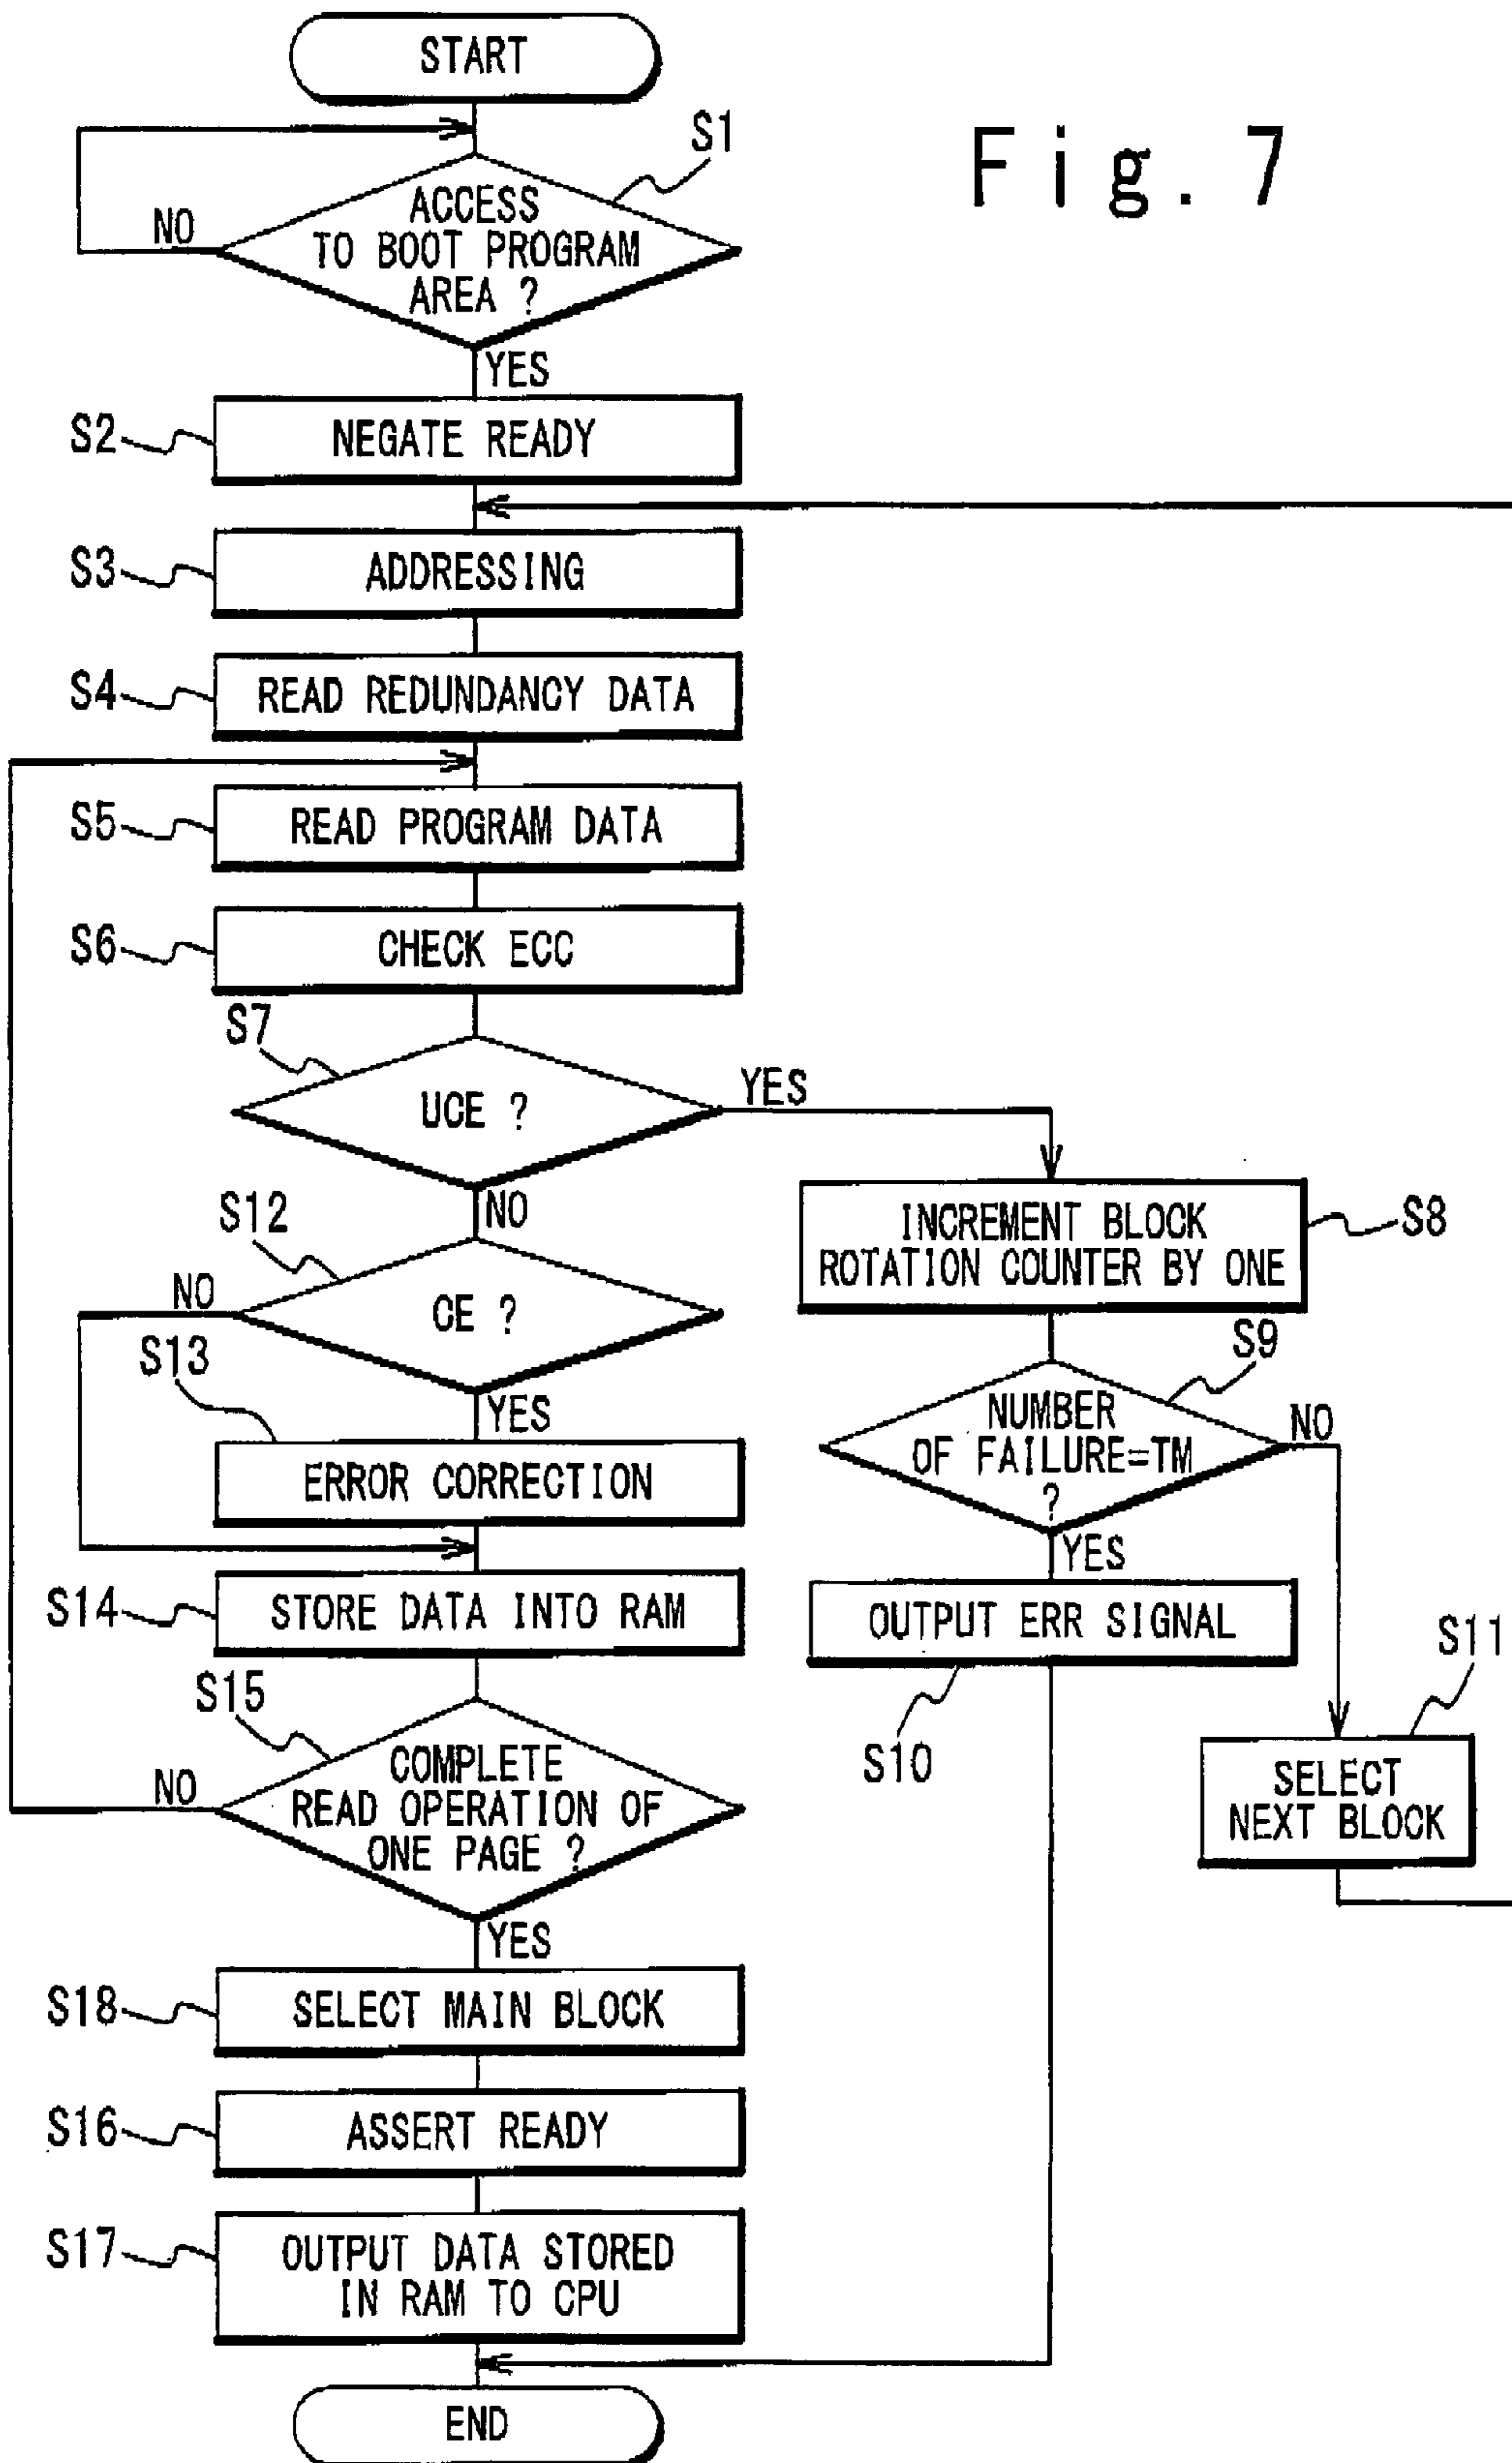 START
Fig. 7
S1
ACCESS
TO BOOT PROGRAM
AREA ?
NO
YES
S2
NEGATE READY
S3
ADDRESSING
S4
READ REDUNDANCY DATA
S5
READ PROGRAM DATA
S6
CHECK ECC
S7
UCE ?
YES
NO
S8
INCREMENT BLOCK
ROTATION COUNTER BY ONE
S12
CE ?
NO
YES
S9
NUMBER
OF FAILURE=TM
?
NO
YES
S13
ERROR CORRECTION
S14
STORE DATA INTO RAM
OUTPUT ERR SIGNAL
S10
S11
SELECT
NEXT BLOCK
S15
COMPLETE
READ OPERATION OF
ONE PAGE ?
NO
YES
S18
SELECT MAIN BLOCK
S16
ASSERT READY
S17
OUTPUT DATA STORED
IN RAM TO CPU
END